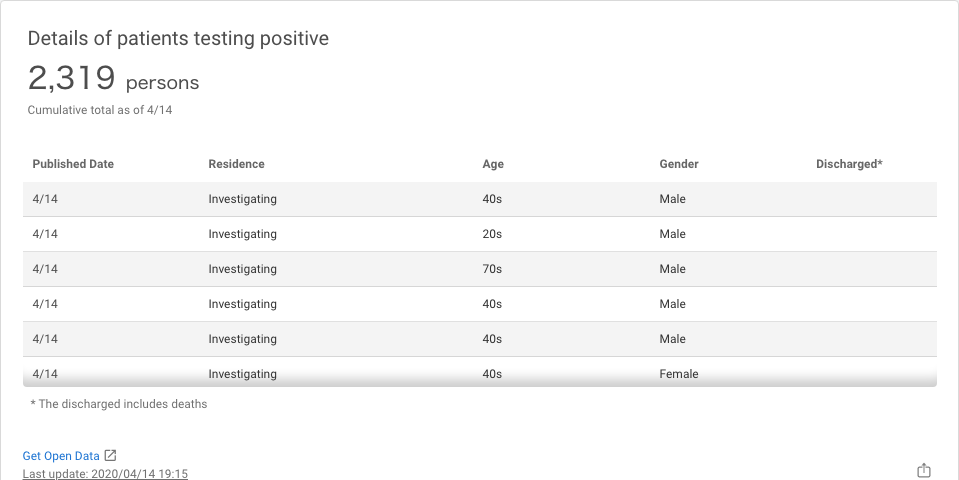 Details of patients testing positive
2,319 persons
Cumulative total as of 4/14
Published Date Residence Age Gender Discharged*
4/14 Investigating 40s Male
4/14 Investigating 20s Male
4/14 Investigating 70s Male
4/14 Investigating 40s Male
4/14 Investigating 40s Male
4/14 Investigating 40s Female
* The discharged includes deaths
Get Open Data
Last update: 2020/04/14 19:15